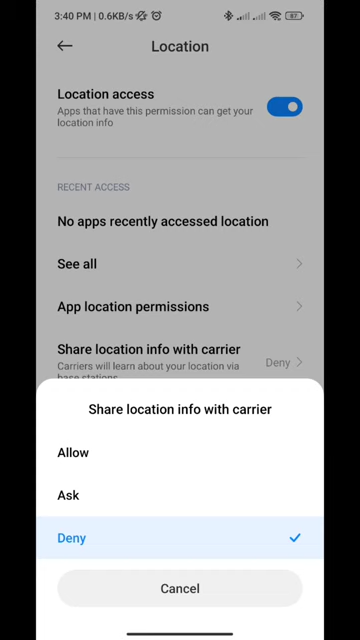 3:40 PM | 0.6KB/s
87
Location
Location access
Apps that have this permission can get your
location info
RECENT ACCESS
No apps recently accessed location
See all
App location permissions
Share location info with carrier
Carriers will learn about your location via
Deny
base stations
Share location info with carrier
Allow
Ask
Deny
Cancel